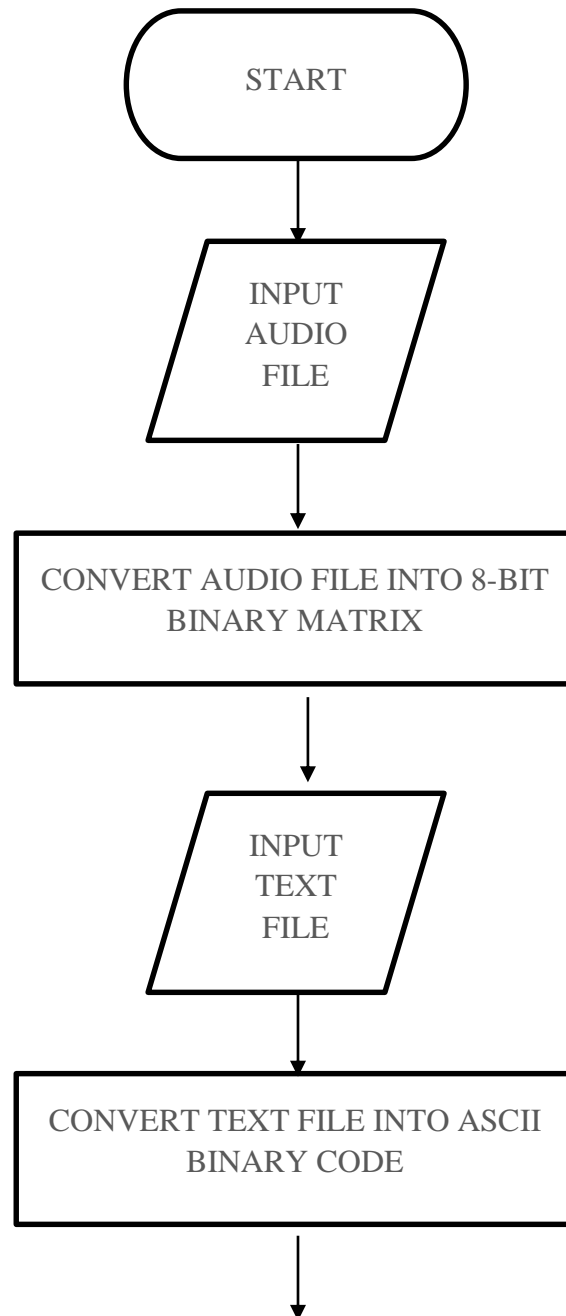 START
INPUT
AUDIO
FILE
CONVERT AUDIO FILE INTO 8-BIT
BINARY MATRIX
INPUT
TEXT
FILE
CONVERT TEXT FILE INTO ASCII
BINARY CODE